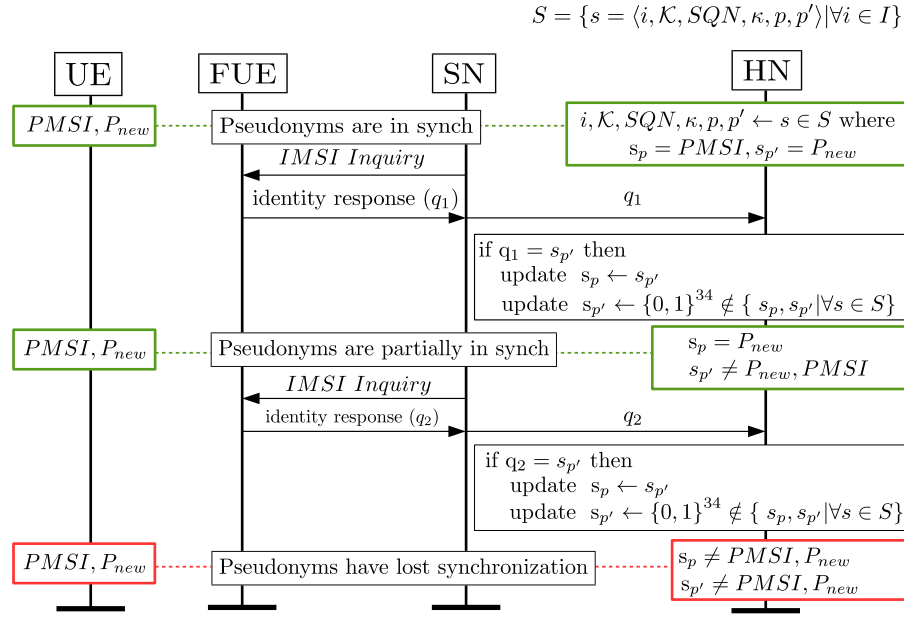 S = {s = ⟨i, 𝒦, SQN, κ, p, p′⟩|∀i ∈ I}
UE
FUE
SN
HN
PMSI, P_new
Pseudonyms are in synch
i, 𝒦, SQN, κ, p, p′ ← s ∈ S where
s_p = PMSI, s_p′ = P_new
IMSI Inquiry
identity response (q₁)
q₁
if q₁ = s_p′ then
update s_p ← s_p′
update s_p′ ← {0, 1}³⁴ ∉ { s_p, s_p′|∀s ∈ S}
PMSI, P_new
Pseudonyms are partially in synch
s_p = P_new
s_p′ ≠ P_new, PMSI
IMSI Inquiry
identity response (q₂)
q₂
if q₂ = s_p′ then
update s_p ← s_p′
update s_p′ ← {0, 1}³⁴ ∉ { s_p, s_p′|∀s ∈ S}
PMSI, P_new
Pseudonyms have lost synchronization
s_p ≠ PMSI, P_new
s_p′ ≠ PMSI, P_new